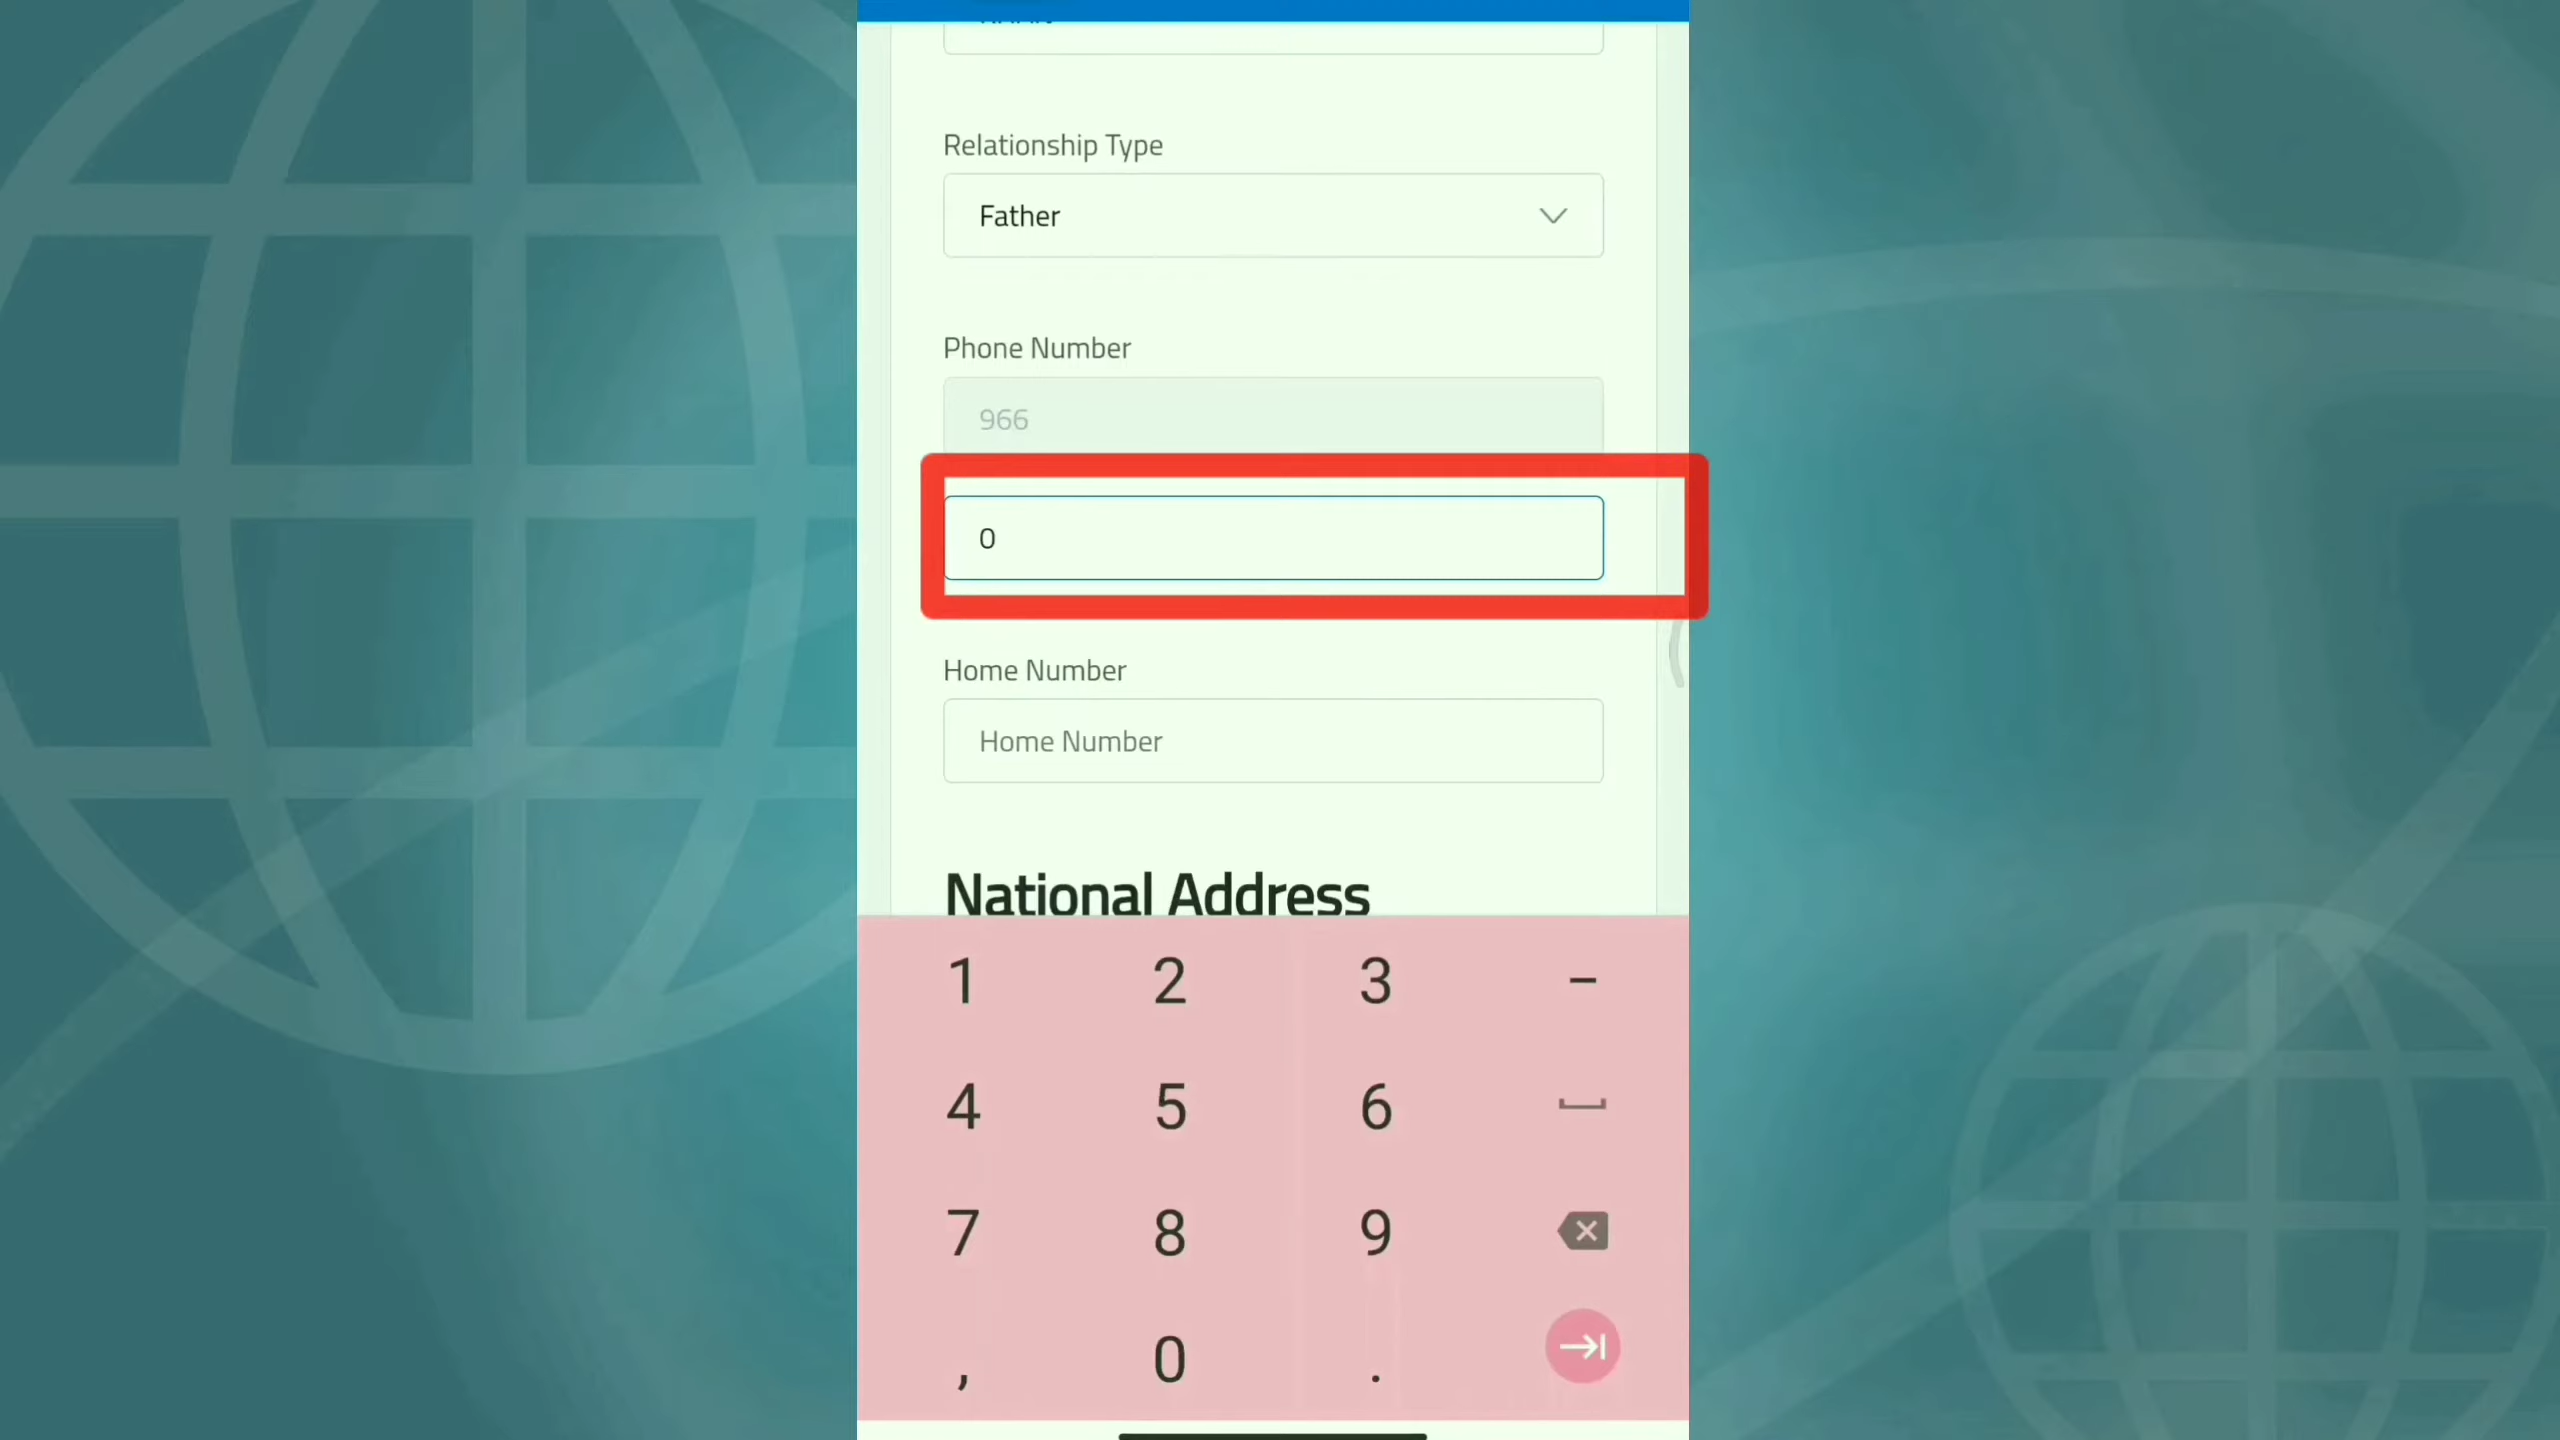 Relationship Type
Father
Phone Number
966
0
Home Number
Home Number
National Address
1 2 3 –
4 5 6
7 8 9
, 0 .